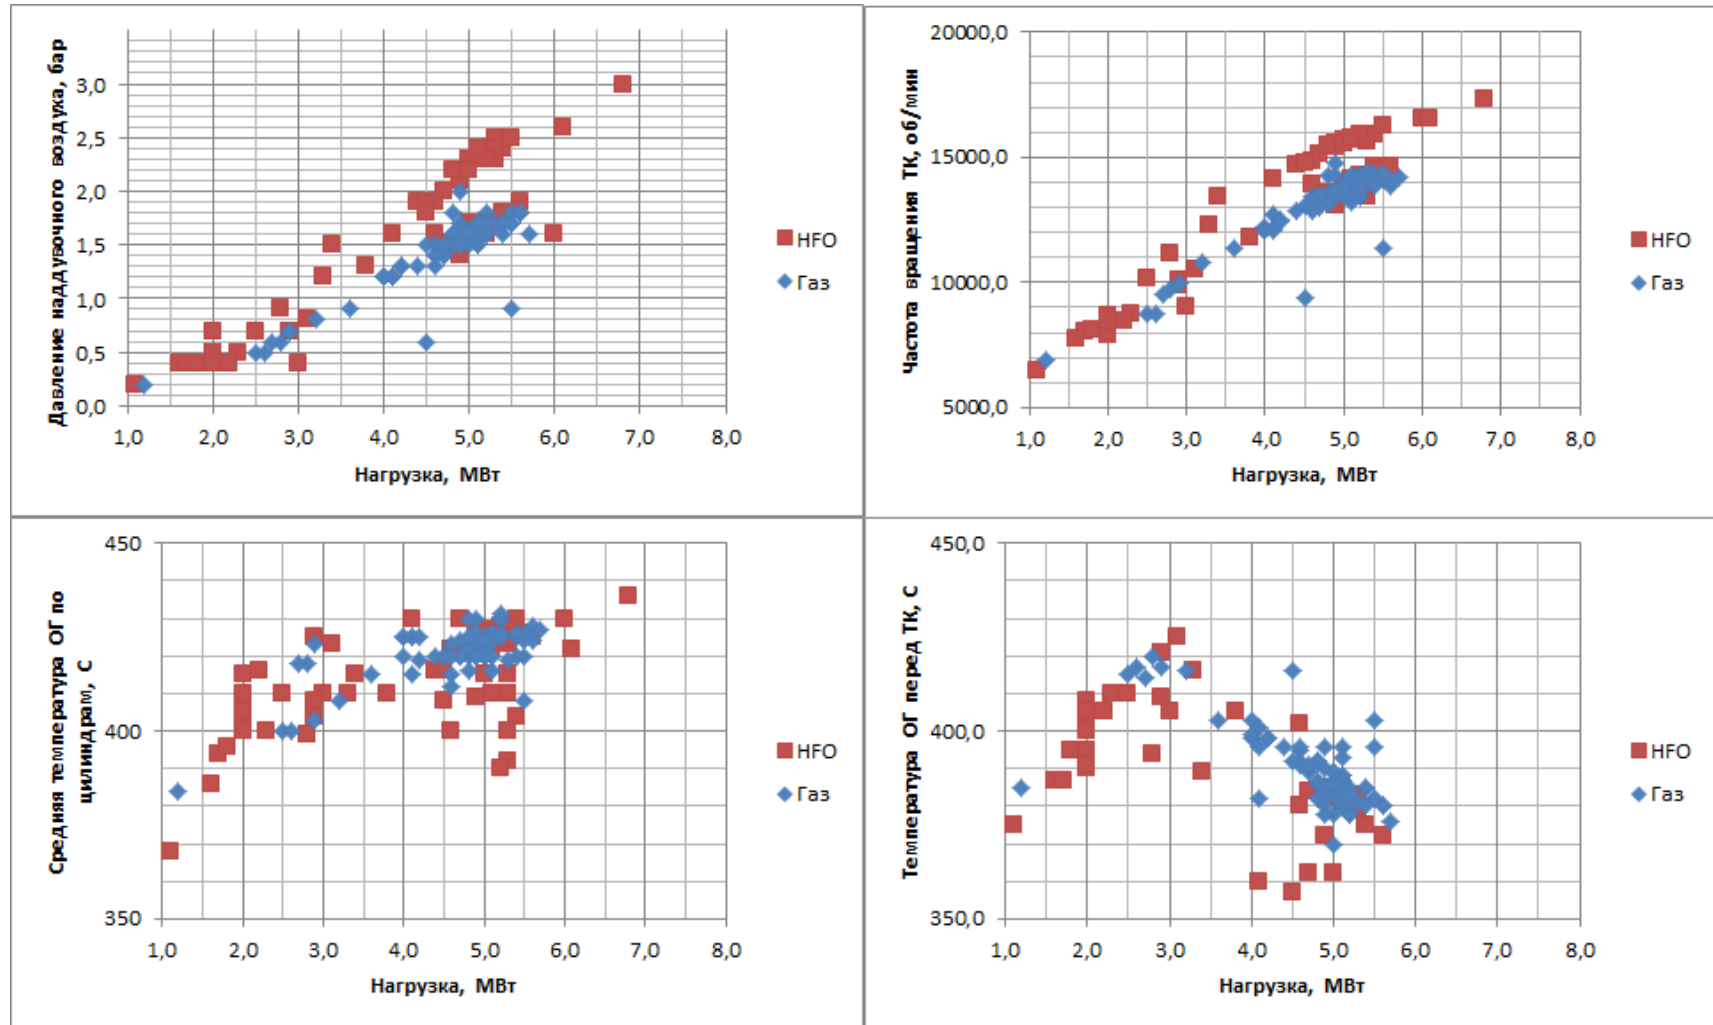 Давление наддувочного воздуха, бар
3,0
2,5
2,0
1,5
1,0
0,5
0,0
1,0 2,0 3,0 4,0 5,0 6,0 7,0 8,0
Нагрузка, МВт
HFO
Газ
Частота вращения ТК, об/мин
20000,0
15000,0
10000,0
5000,0
1,0 2,0 3,0 4,0 5,0 6,0 7,0 8,0
Нагрузка, МВт
HFO
Газ
Средняя температура ОГ по
цилиндрам, С
450
400
350
1,0 2,0 3,0 4,0 5,0 6,0 7,0 8,0
Нагрузка, МВт
HFO
Газ
Температура ОГ перед ТК, С
450,0
400,0
350,0
1,0 2,0 3,0 4,0 5,0 6,0 7,0 8,0
Нагрузка, МВт
HFO
Газ